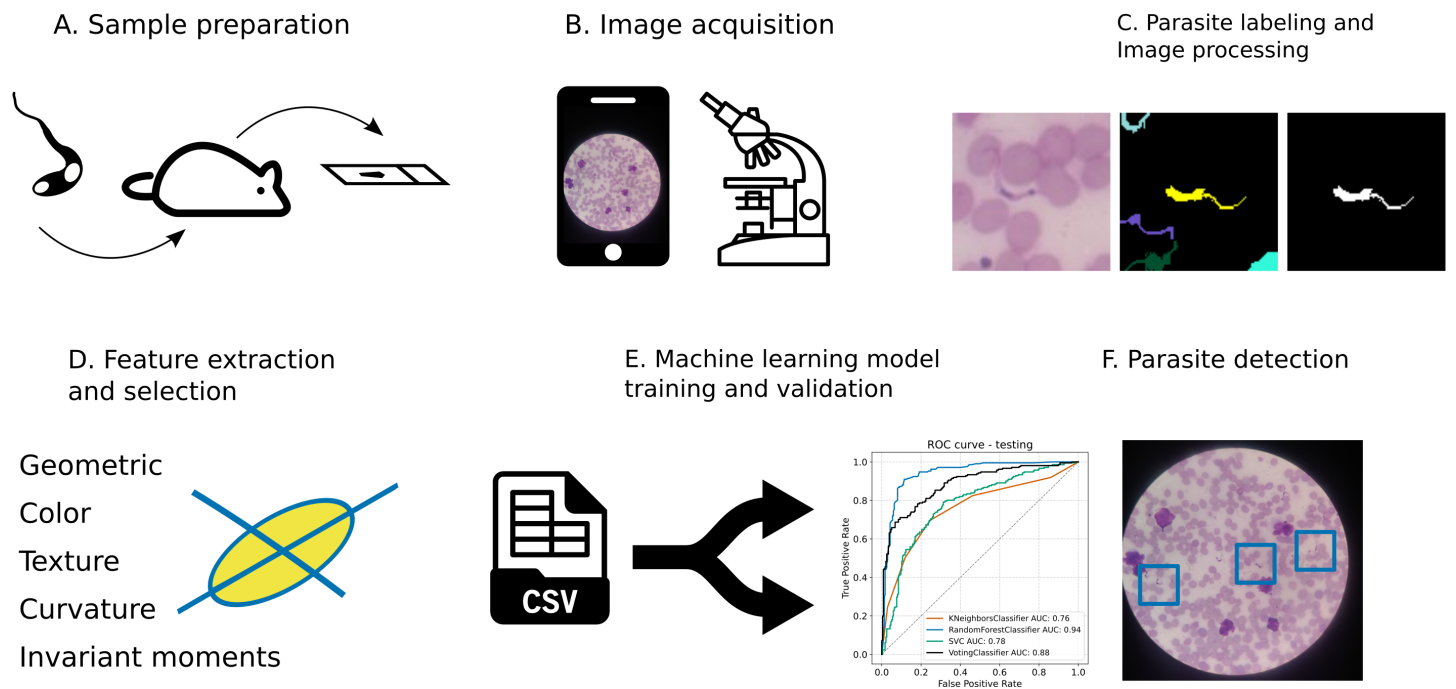 A. Sample preparation
B. Image acquisition
C. Parasite labeling and
Image processing
D. Feature extraction
and selection
Geometric
Color
Texture
Curvature
Invariant moments
E. Machine learning model
training and validation
CSV
ROC curve - testing
True Positive Rate
1.0
0.8
0.6
0.4
0.2
0.0
KNeighborsClassifier AUC: 0.76
RandomForestClassifier AUC: 0.94
SVC AUC: 0.78
VotingClassifier AUC: 0.88
0.0 0.2 0.4 0.6 0.8 1.0
False Positive Rate
F. Parasite detection